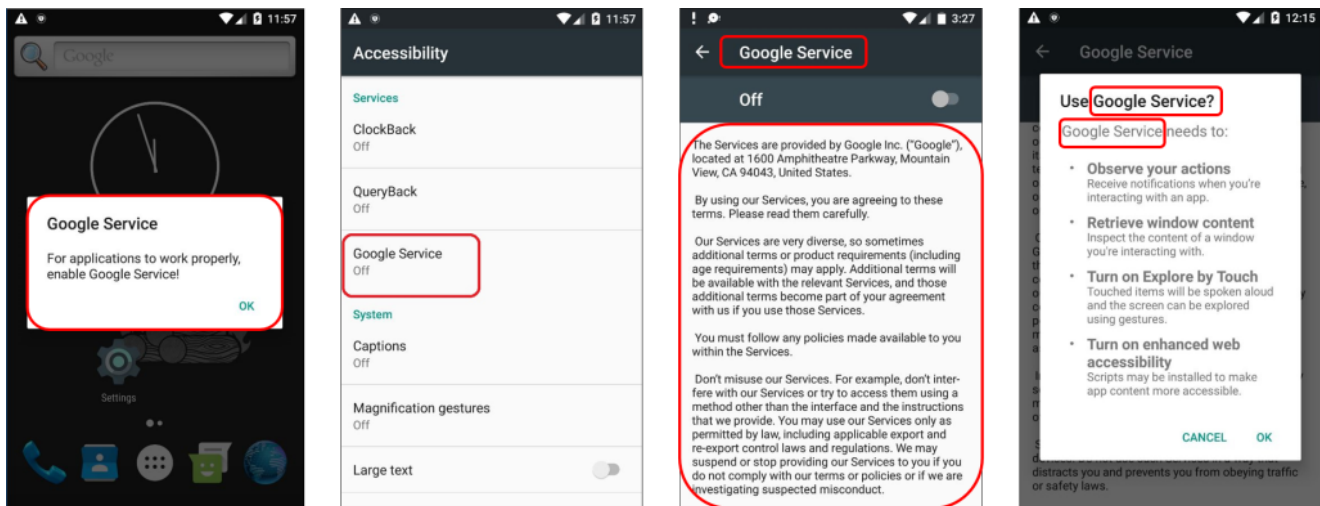 11:57
Google
Google Service
For applications to work properly,
enable Google Service!
OK
Settings
11:57
Accessibility
Services
ClockBack
Off
QueryBack
Off
Google Service
Off
System
Captions
Off
Magnification gestures
Off
Large text
3:27
Google Service
Off
The Services are provided by Google Inc. ("Google"),
located at 1600 Amphitheatre Parkway, Mountain
View, CA 94043, United States.
By using our Services, you are agreeing to these
terms. Please read them carefully.
Our Services are very diverse, so sometimes
additional terms or product requirements (including
age requirements) may apply. Additional terms will
be available with the relevant Services, and those
additional terms become part of your agreement
with us if you use those Services.
You must follow any policies made available to you
within the Services.
Don't misuse our Services. For example, don't inter-
fere with our Services or try to access them using a
method other than the interface and the instructions
that we provide. You may use our Services only as
permitted by law, including applicable export and
re-export control laws and regulations. We may
suspend or stop providing our Services to you if you
do not comply with our terms or policies or if we are
investigating suspected misconduct.
12:15
Google Service
Use Google Service?
Google Service needs to:
• Observe your actions
Receive notifications when you're
interacting with an app.
• Retrieve window content
Inspect the content of a window
you're interacting with.
• Turn on Explore by Touch
Touched items will be spoken aloud
and the screen can be explored
using gestures.
• Turn on enhanced web
accessibility
Scripts may be installed to make
app content more accessible.
CANCEL OK
distracts you and prevents you from obeying traffic
or safety laws.